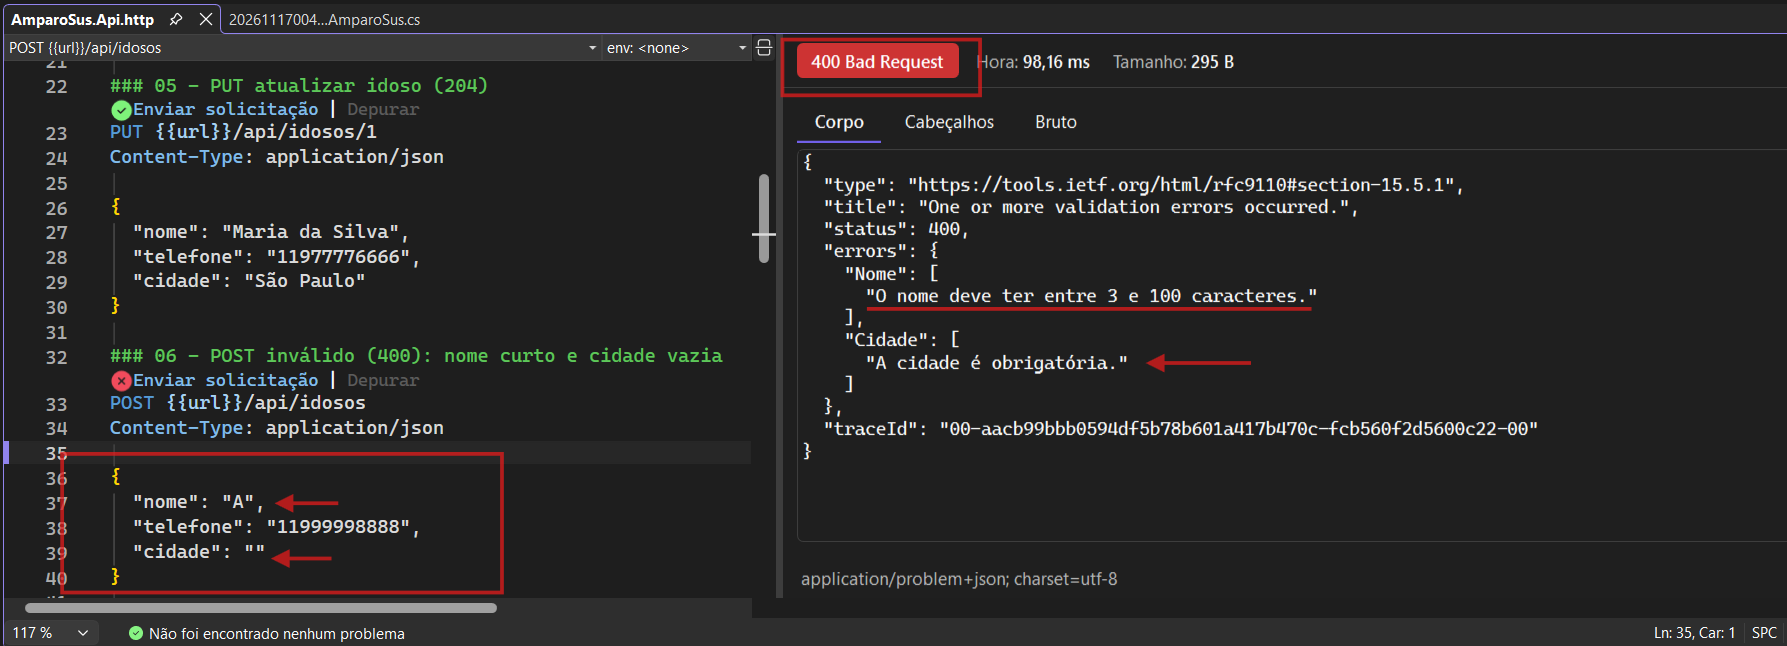 AmparoSus.Api.http
20261117004...AmparoSus.cs
POST {{url}}/api/idosos
env: <none>
21
22 ### 05 - PUT atualizar idoso (204)
Enviar solicitação | Depurar
23 PUT {{url}}/api/idosos/1
24 Content-Type: application/json
25
26 {
27 "nome": "Maria da Silva",
28 "telefone": "11977776666",
29 "cidade": "São Paulo"
30 }
31
32 ### 06 - POST inválido (400): nome curto e cidade vazia
Enviar solicitação | Depurar
33 POST {{url}}/api/idosos
34 Content-Type: application/json
35
36 {
37 "nome": "A",
38 "telefone": "11999998888",
39 "cidade": ""
40 }
117 %
Não foi encontrado nenhum problema
400 Bad Request
Hora: 98,16 ms
Tamanho: 295 B
Corpo
Cabeçalhos
Bruto
{
"type": "https://tools.ietf.org/html/rfc9110#section-15.5.1",
"title": "One or more validation errors occurred.",
"status": 400,
"errors": {
"Nome": [
"O nome deve ter entre 3 e 100 caracteres."
],
"Cidade": [
"A cidade é obrigatória."
]
},
"traceId": "00-aacb99bbb0594df5b78b601a417b470c-fcb560f2d5600c22-00"
}
application/problem+json; charset=utf-8
Ln: 35, Car: 1
SPC